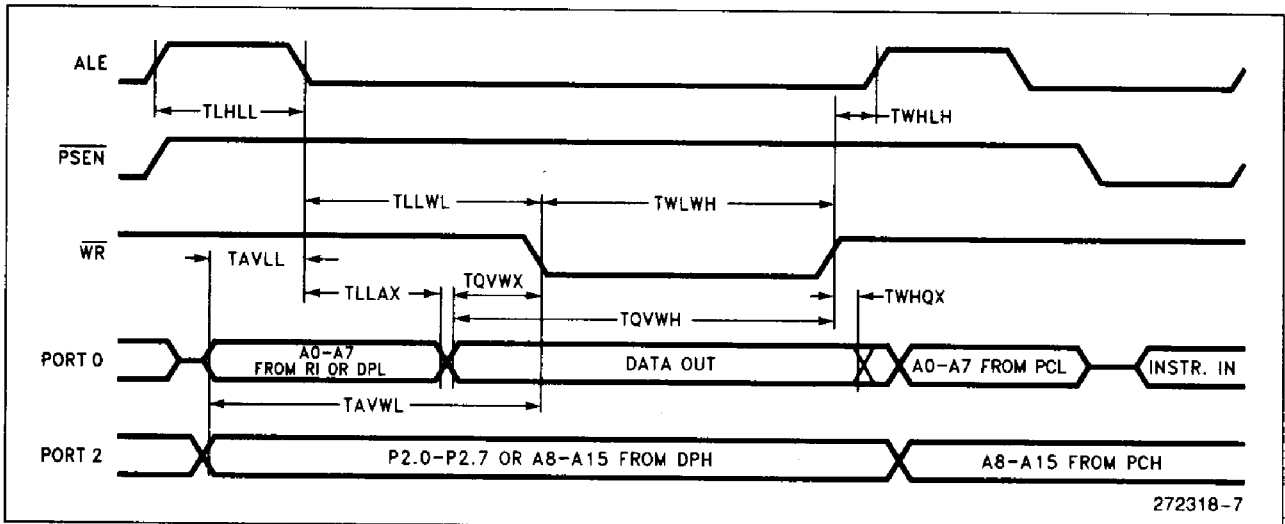 ALE
TLHLL
TWHLH
PSEN
TLLWL
TWLWH
WR
TAVLL
TLLAX
TQVWX
TWHQX
TQVWH
PORT 0
A0-A7
FROM RI OR DPL
DATA OUT
A0-A7 FROM PCL
INSTR. IN
TAVWL
PORT 2
P2.0-P2.7 OR A8-A15 FROM DPH
A8-A15 FROM PCH
272318-7